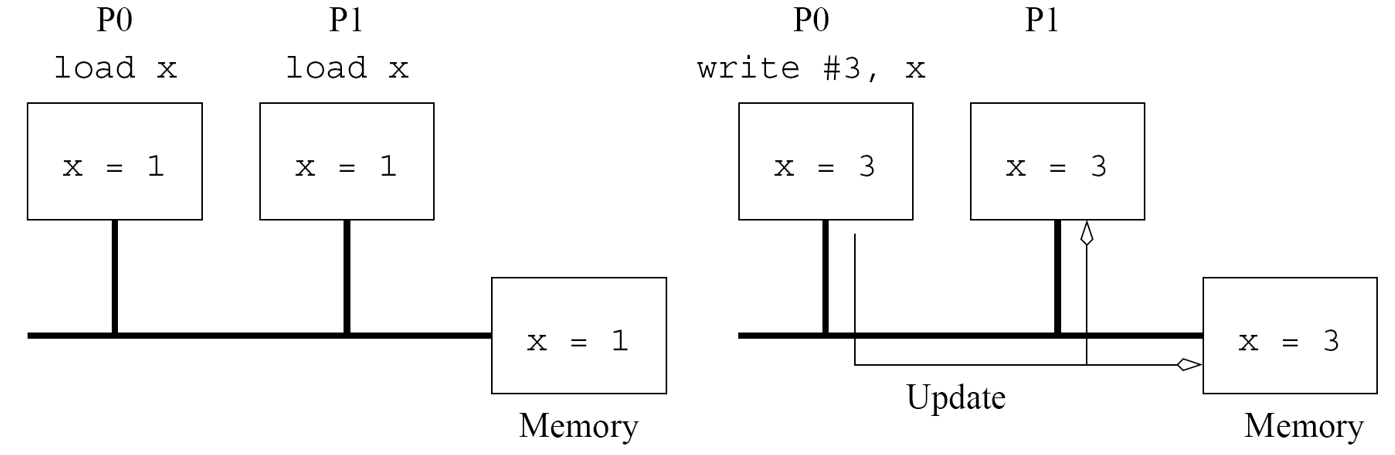 P0 P1 P0 P1
load x load x write #3, x
x = 1 x = 1 x = 3 x = 3
x = 1 x = 3
Update
Memory Memory